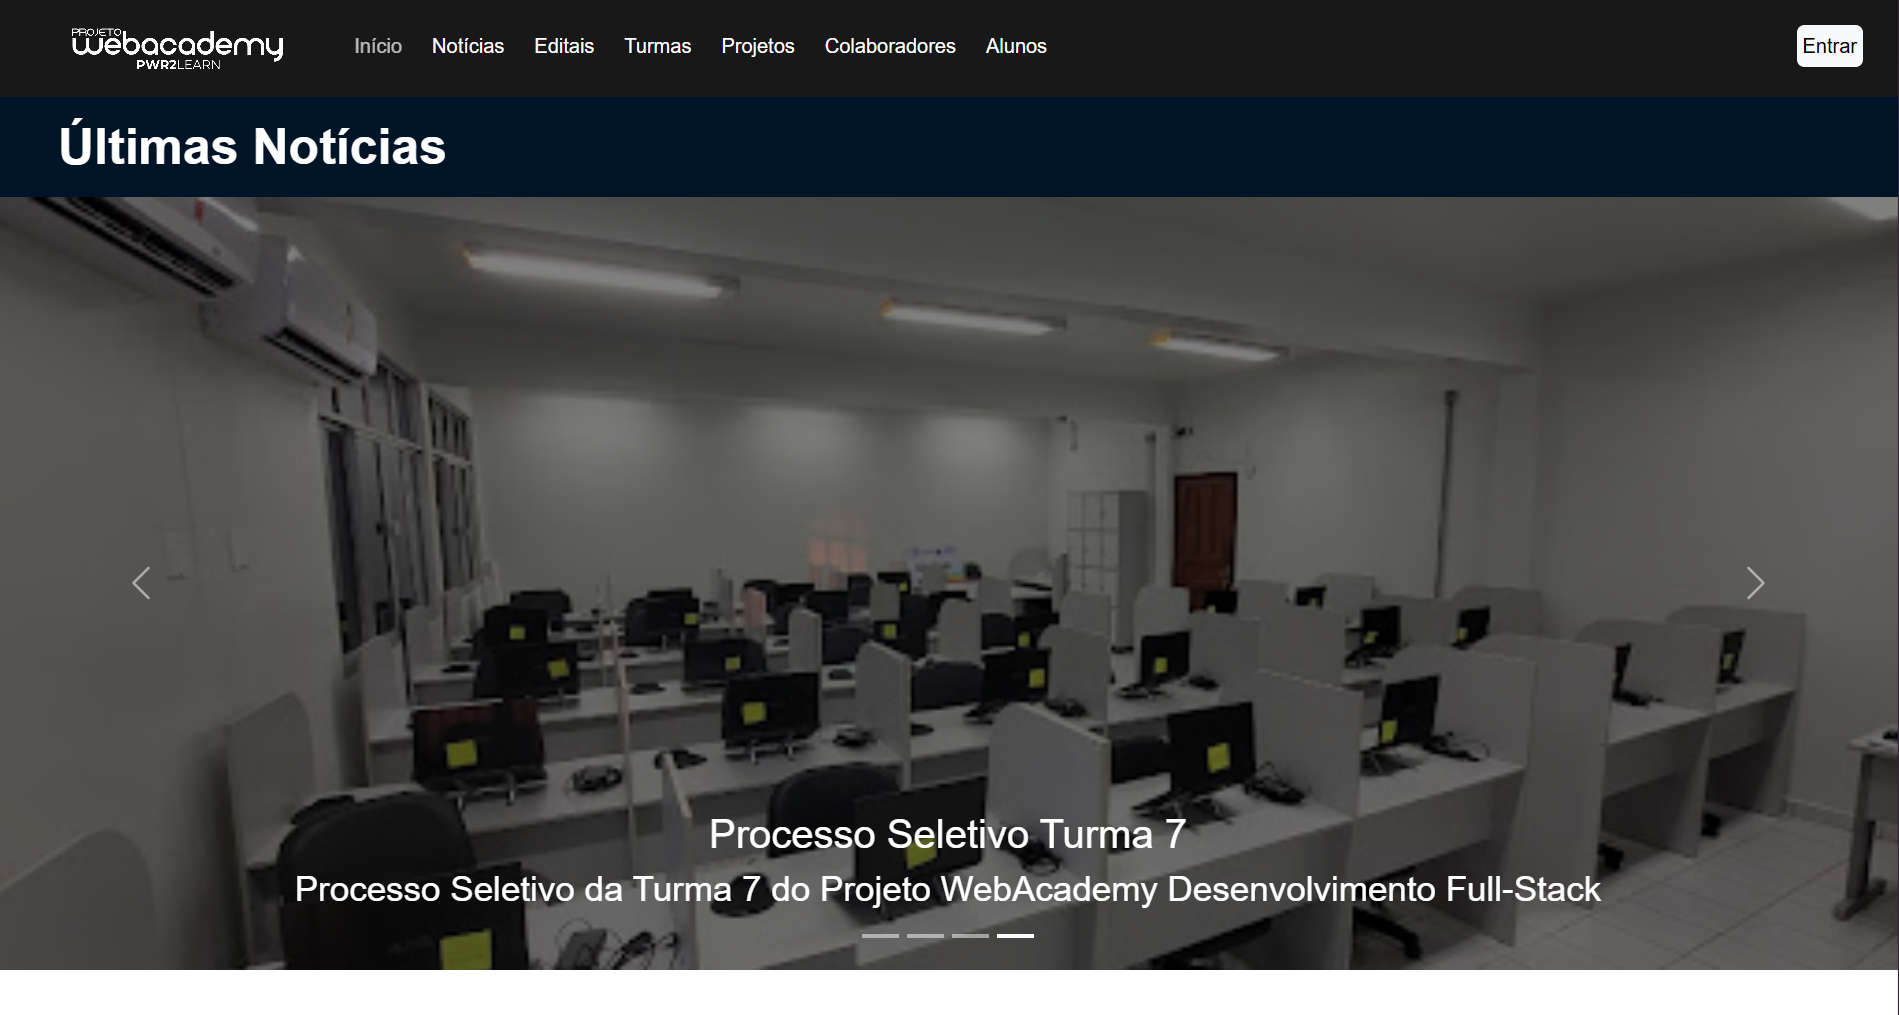 PROJETO
webacademy
PWR2LEARN
Início Notícias Editais Turmas Projetos Colaboradores Alunos
Entrar
Últimas Notícias
Processo Seletivo Turma 7
Processo Seletivo da Turma 7 do Projeto WebAcademy Desenvolvimento Full-Stack